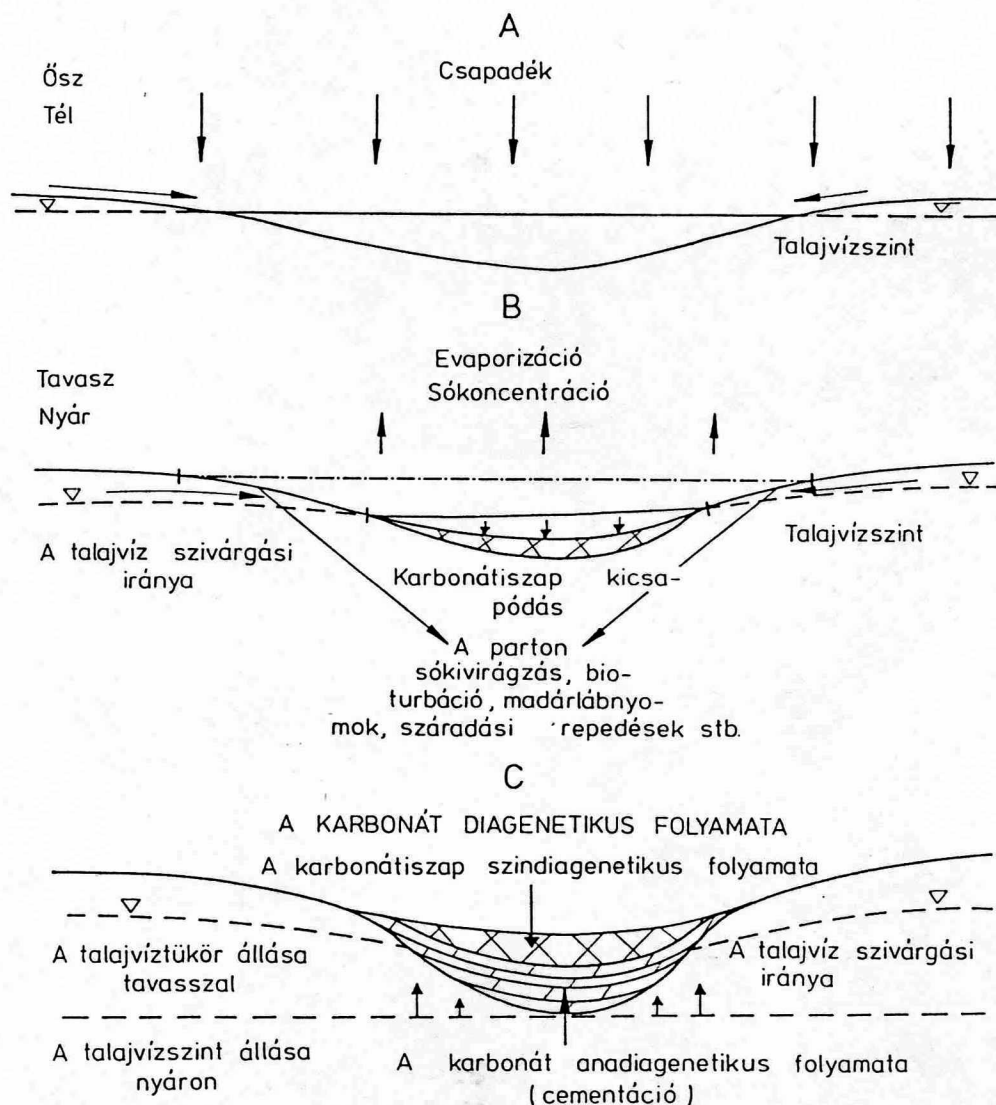 A
Ősz
Tél
Csapadék
Talajvízszint
B
Tavasz
Nyár
Evaporizáció
Sókoncentráció
A talajvíz szivárgási
iránya
Talajvízszint
Karbonátiszap kicsa-
pódás
A parton
sókivirágzás, bio-
turbáció, madárlábnyo-
mok, száradási repedések stb.
C
A KARBONÁT DIAGENETIKUS FOLYAMATA
A karbonátiszap szindiagenetikus folyamata
A talajvíztükör állása
tavasszal
A talajvíz szivárgási
iránya
A talajvízszint állása
nyáron
A karbonát anadiagenetikus folyamata
(cementáció)